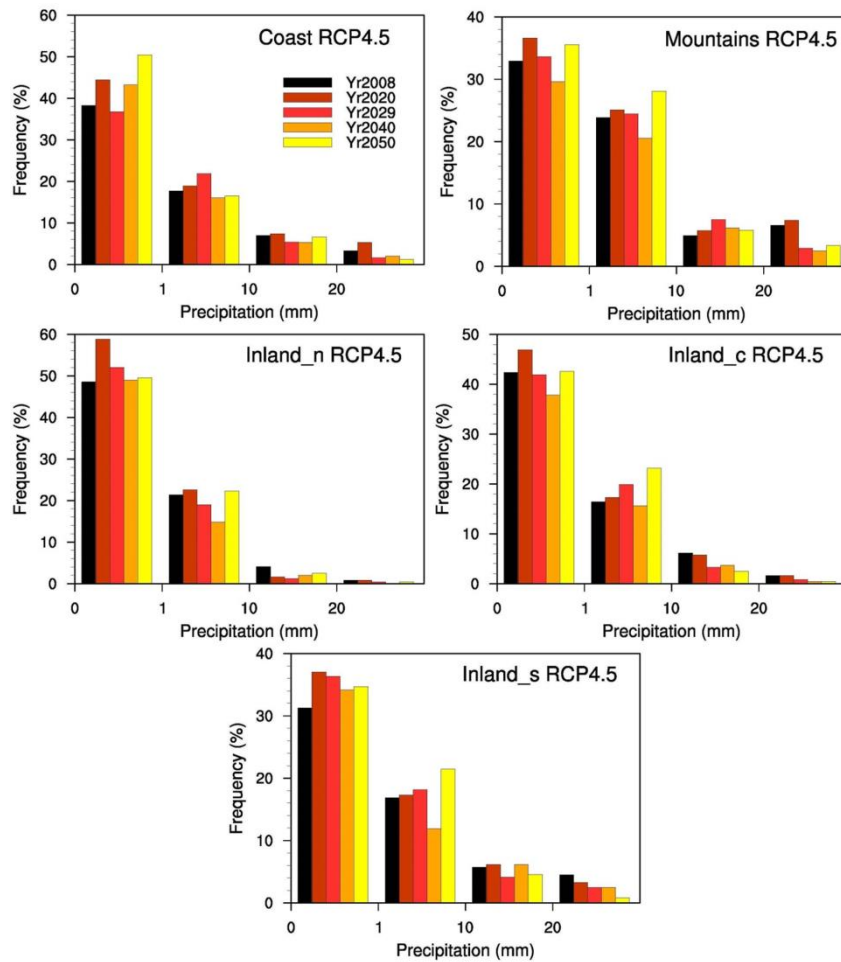 Coast RCP4.5
Yr2008
Yr2020
Yr2029
Yr2040
Yr2050
Frequency (%)
60
50
40
30
20
10
0
0 1 10 20
Precipitation (mm)
Mountains RCP4.5
Frequency (%)
40
30
20
10
0
0 1 10 20
Precipitation (mm)
Inland_n RCP4.5
Frequency (%)
60
50
40
30
20
10
0
0 1 10 20
Precipitation (mm)
Inland_c RCP4.5
Frequency (%)
50
40
30
20
10
0
0 1 10 20
Precipitation (mm)
Inland_s RCP4.5
Frequency (%)
40
30
20
10
0
0 1 10 20
Precipitation (mm)